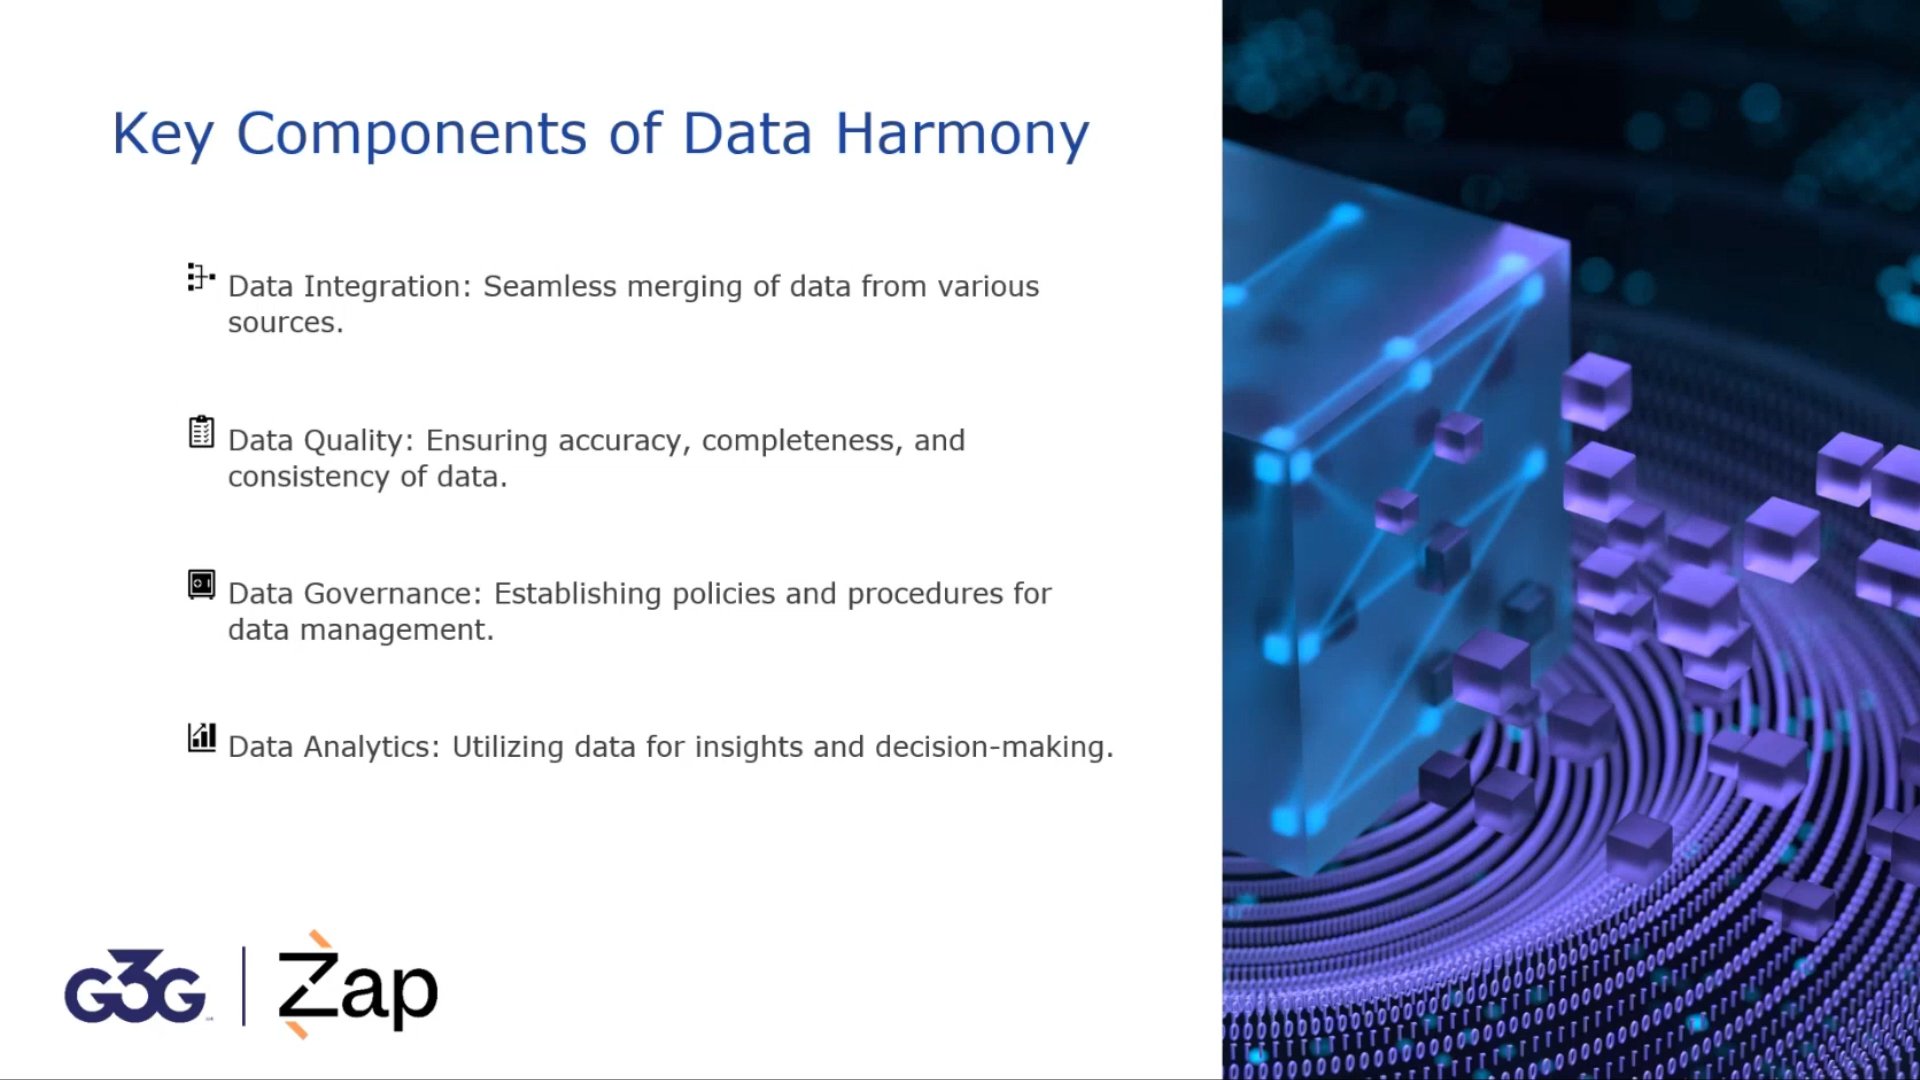 Key Components of Data Harmony
Data Integration: Seamless merging of data from various
sources.
Data Quality: Ensuring accuracy, completeness, and
consistency of data.
Data Governance: Establishing policies and procedures for
data management.
Data Analytics: Utilizing data for insights and decision-making.
G3G
Zap